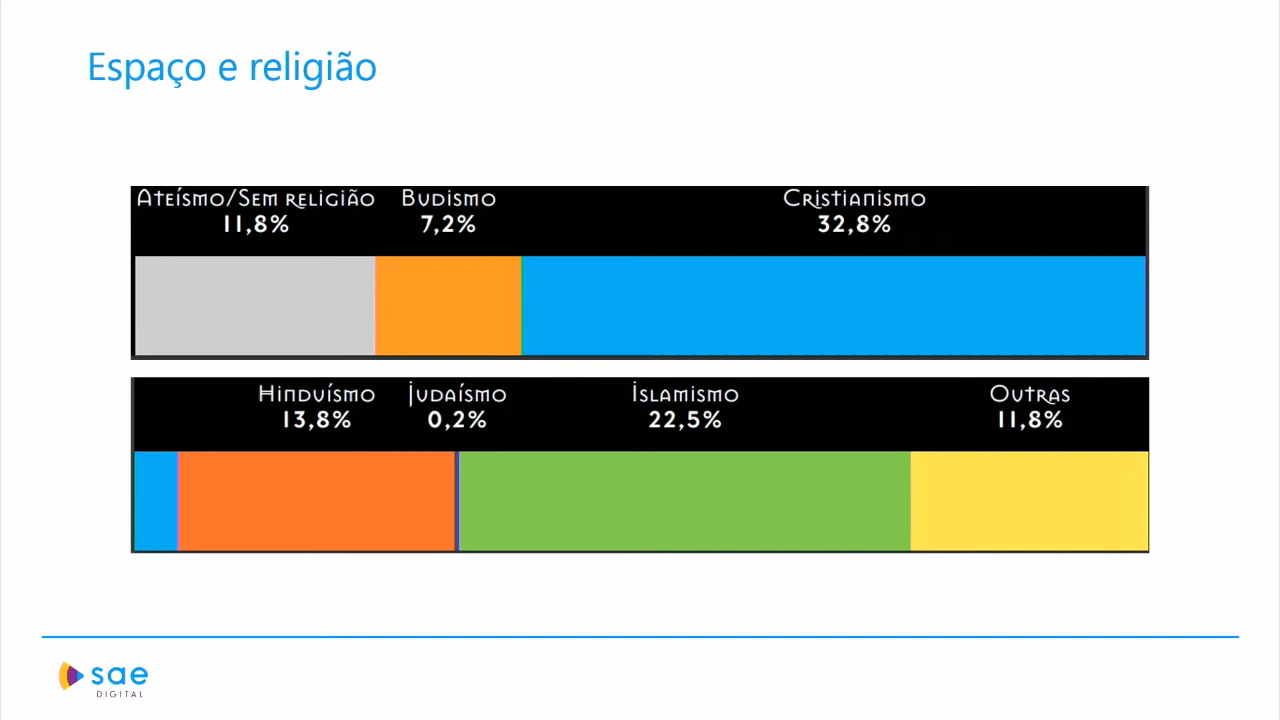 Espaço e religião
Ateísmo/Sem religião
11,8%
Budismo
7,2%
Cristianismo
32,8%
Hinduísmo
13,8%
Judaísmo
0,2%
Islamismo
22,5%
Outras
11,8%
sae
DIGITAL